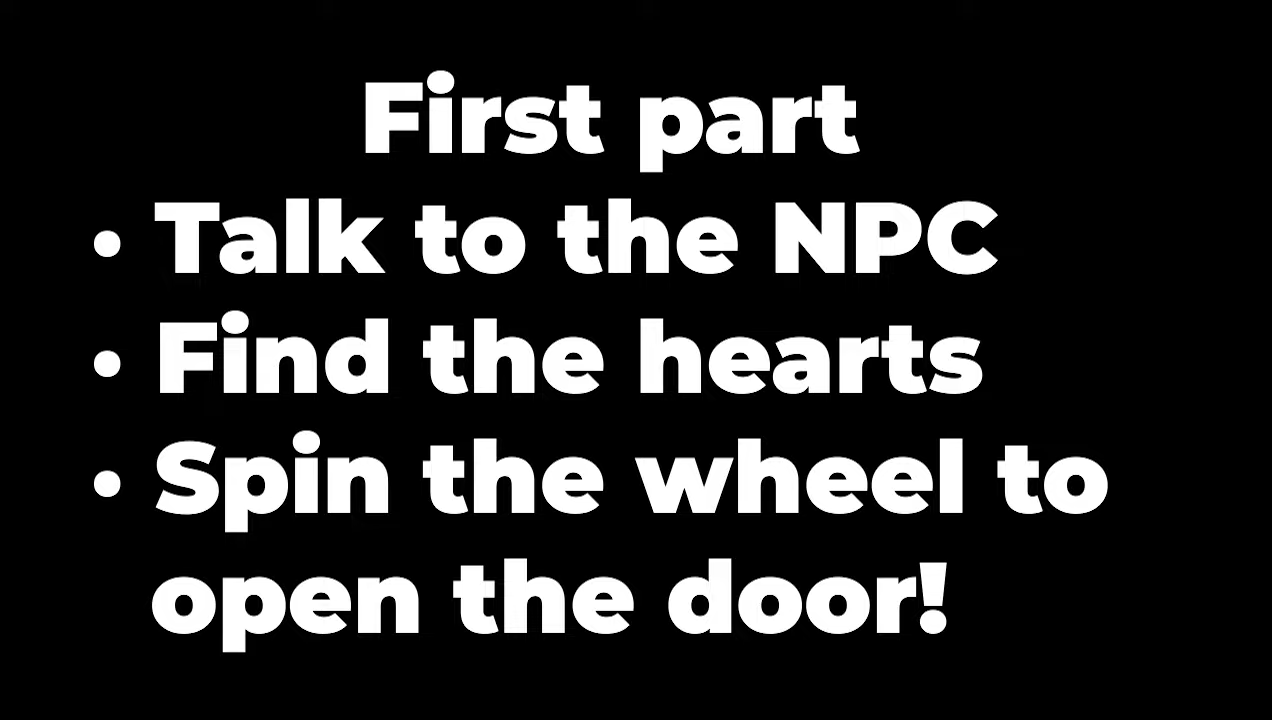 First part
• Talk to the NPC
• Find the hearts
• Spin the wheel to
open the door!